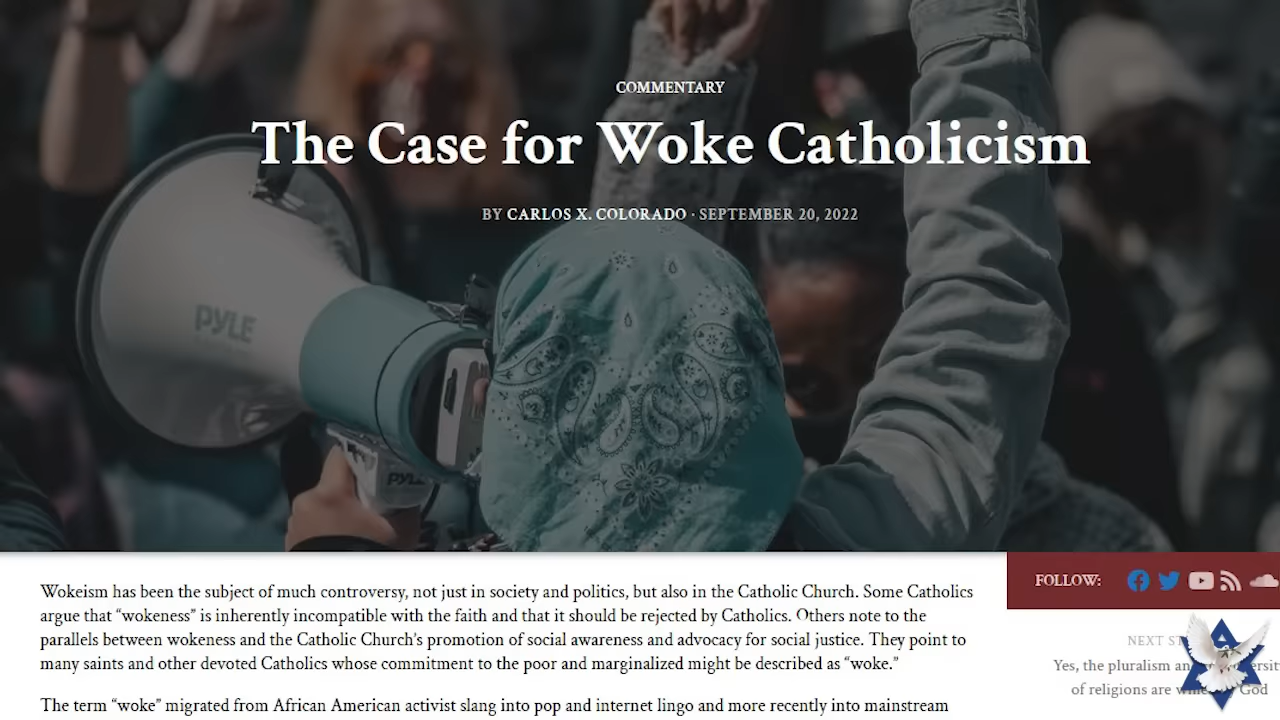 COMMENTARY
The Case for Woke Catholicism
BY CARLOS X. COLORADO · SEPTEMBER 20, 2022
PYLE
PYLE
Wokeism has been the subject of much controversy, not just in society and politics, but also in the Catholic Church. Some Catholics
argue that “wokeness” is inherently incompatible with the faith and that it should be rejected by Catholics. Others note to the
parallels between wokeness and the Catholic Church’s promotion of social awareness and advocacy for social justice. They point to
many saints and other devoted Catholics whose commitment to the poor and marginalized might be described as “woke.”
The term “woke” migrated from African American activist slang into pop and internet lingo and more recently into mainstream
FOLLOW:
NEXT
Yes, the pluralism
of religions are God